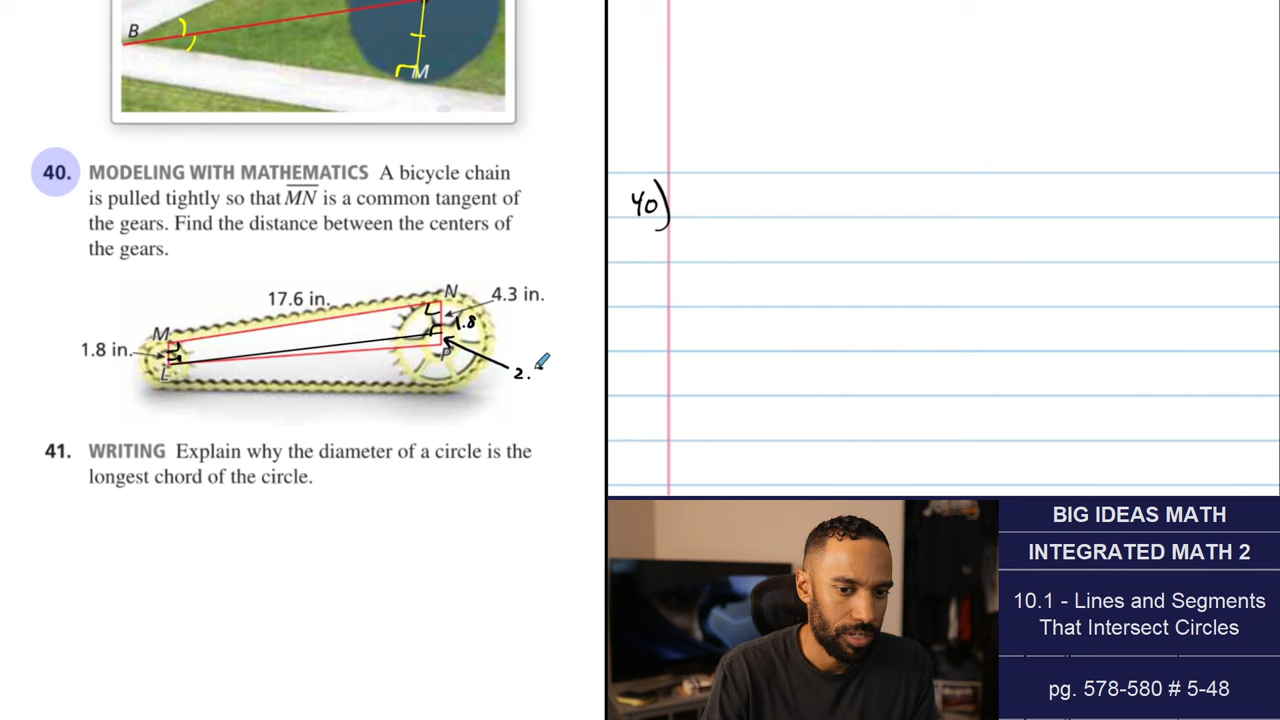 B
M
40. MODELING WITH MATHEMATICS A bicycle chain
is pulled tightly so that MN is a common tangent of
the gears. Find the distance between the centers of
the gears.
17.6 in.
N
4.3 in.
M
1.8
1.8 in.
P
L
2.
41. WRITING Explain why the diameter of a circle is the
longest chord of the circle.
40)
BIG IDEAS MATH
INTEGRATED MATH 2
10.1 - Lines and Segments
That Intersect Circles
pg. 578-580 # 5-48